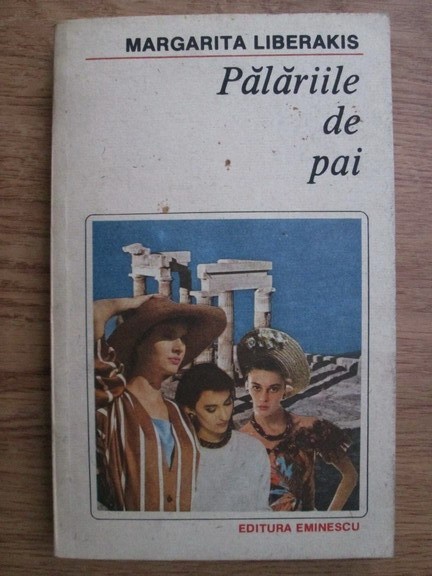 MARGARITA LIBERAKIS
Pălăriile
de
pai
EDITURA EMINESCU